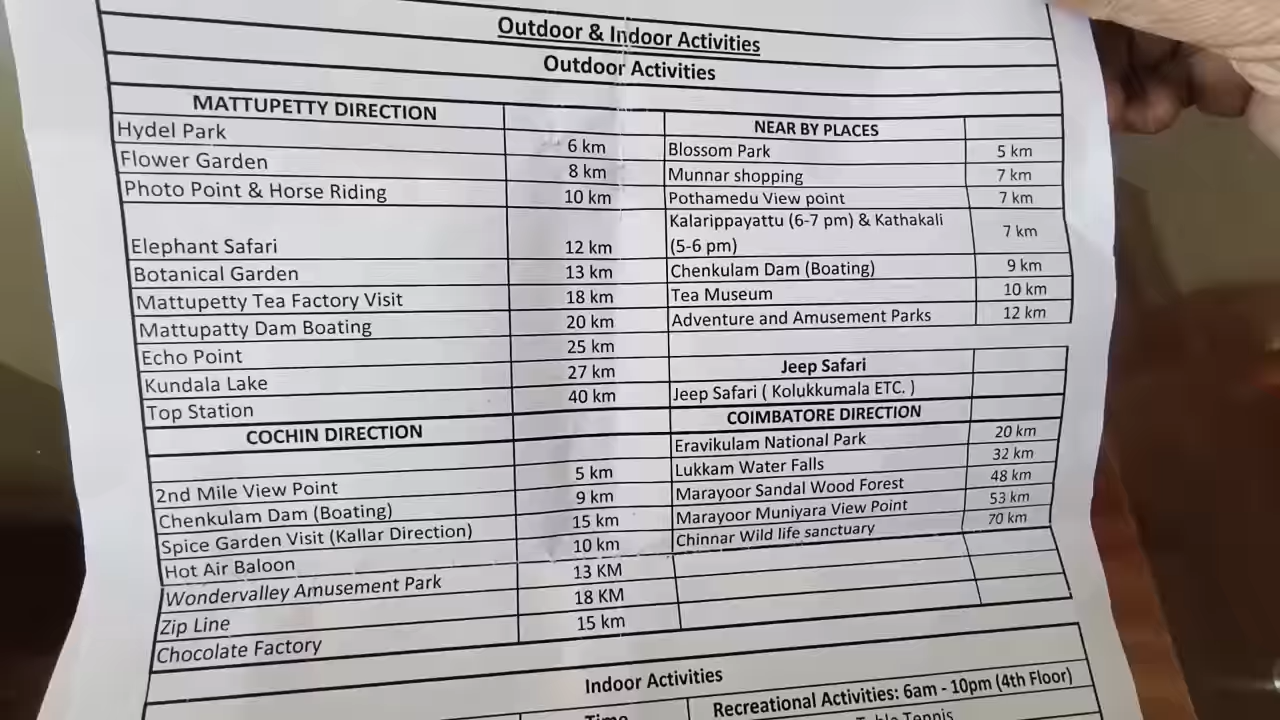 Outdoor & Indoor Activities
Outdoor Activities
MATTUPETTY DIRECTION
Hydel Park 6 km
Flower Garden 8 km
Photo Point & Horse Riding 10 km
Elephant Safari 12 km
Botanical Garden 13 km
Mattupetty Tea Factory Visit 18 km
Mattupatty Dam Boating 20 km
Echo Point 25 km
Kundala Lake 27 km
Top Station 40 km
COCHIN DIRECTION
2nd Mile View Point 5 km
Chenkulam Dam (Boating) 9 km
Spice Garden Visit (Kallar Direction) 15 km
Hot Air Baloon 10 km
Wondervalley Amusement Park 13 KM
Zip Line 18 KM
Chocolate Factory 15 km
NEAR BY PLACES
Blossom Park 5 km
Munnar shopping 7 km
Pothamedu View point 7 km
Kalarippayattu (6-7 pm) & Kathakali
(5-6 pm) 7 km
Chenkulam Dam (Boating) 9 km
Tea Museum 10 km
Adventure and Amusement Parks 12 km
Jeep Safari
Jeep Safari ( Kolukkumala ETC. )
COIMBATORE DIRECTION
Eravikulam National Park 20 km
Lukkam Water Falls 32 km
Marayoor Sandal Wood Forest 48 km
Marayoor Muniyara View Point 53 km
Chinnar Wild life sanctuary 70 km
Indoor Activities
Time
Recreational Activities: 6am - 10pm (4th Floor)
Table Tennis